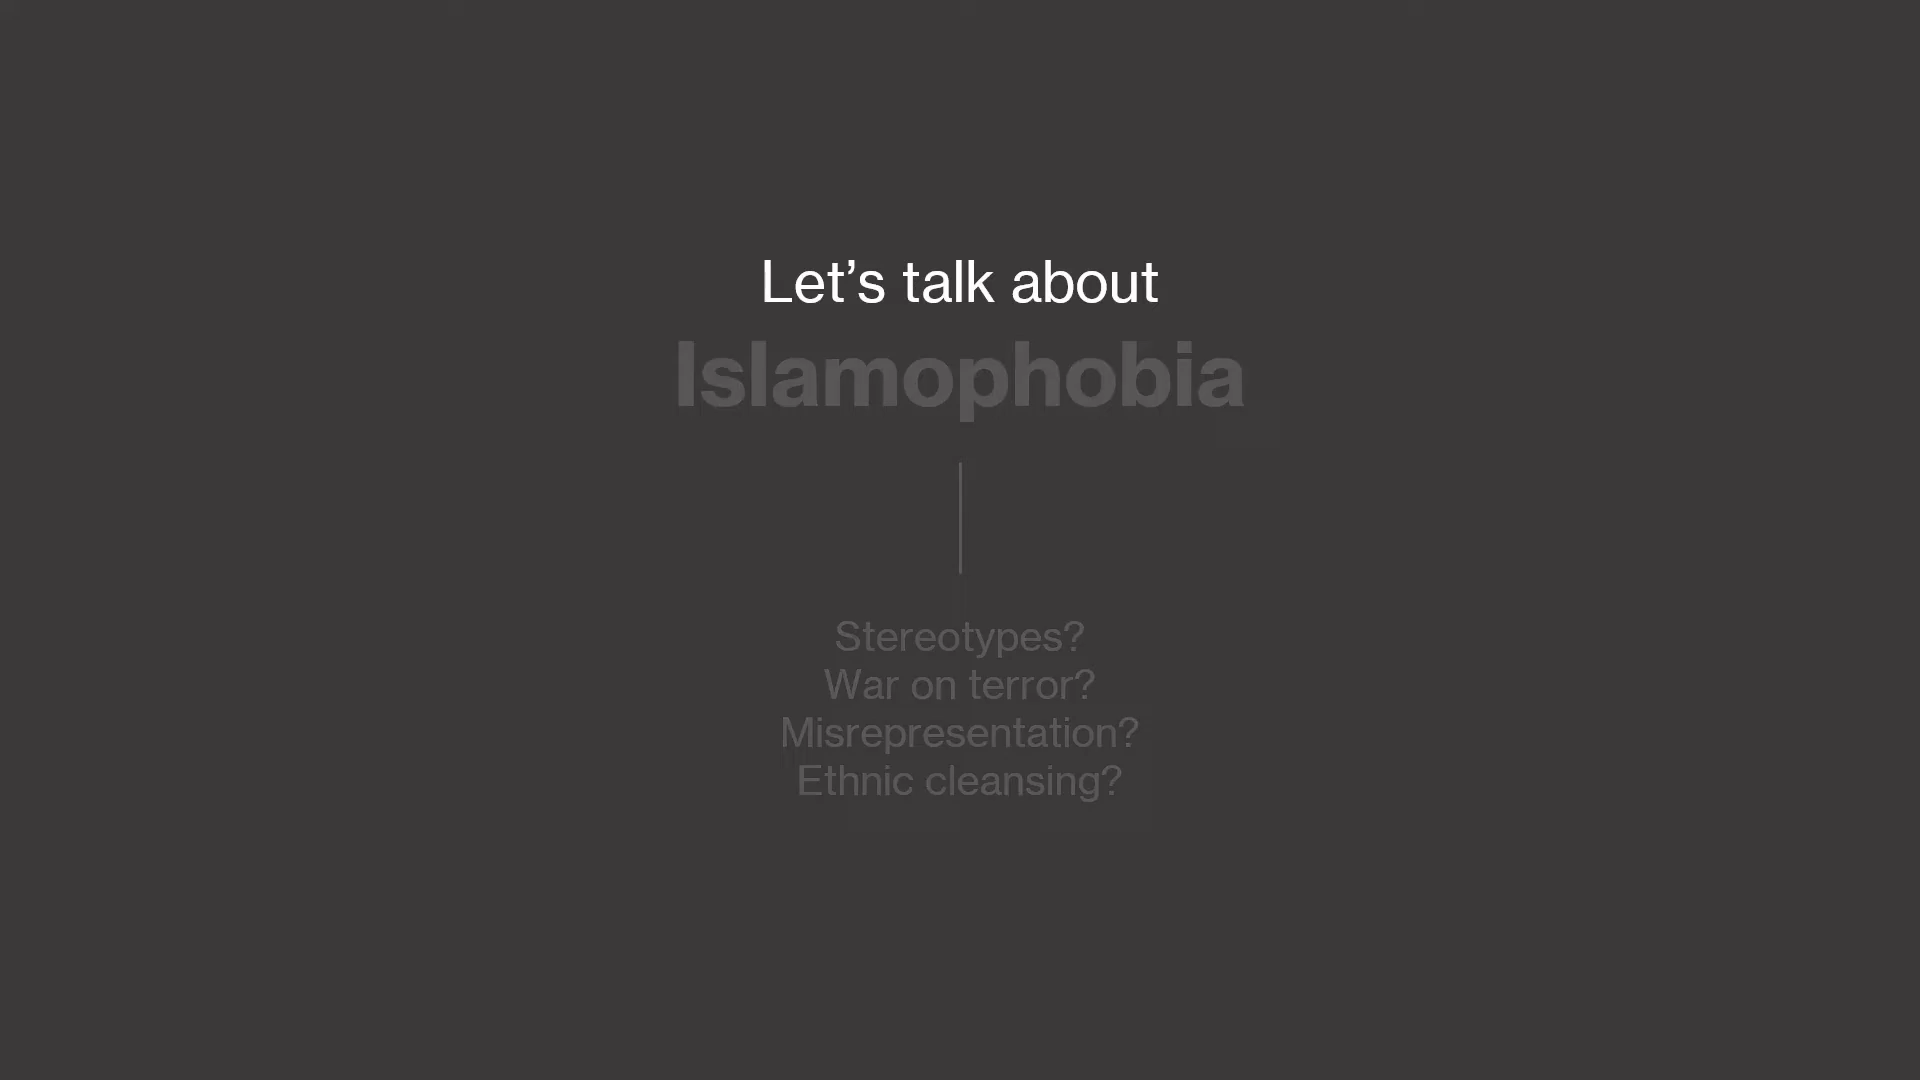 Let’s talk about
Islamophobia
Stereotypes?
War on terror?
Misrepresentation?
Ethnic cleansing?